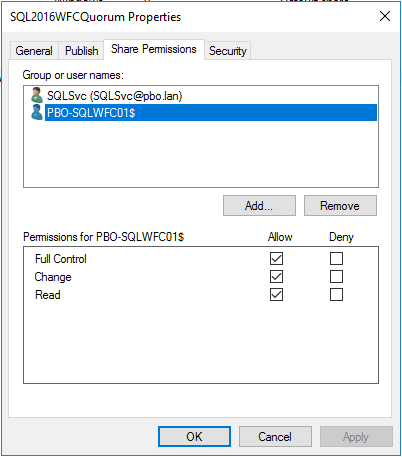 SQL2016WFCQuorum Properties
General Publish Share Permissions Security
Group or user names:
SQLSvc (SQLSvc@pbo.lan)
PBO-SQLWFC01$
Add... Remove
Permissions for PBO-SQLWFC01$ Allow Deny
Full Control
Change
Read
OK Cancel Apply